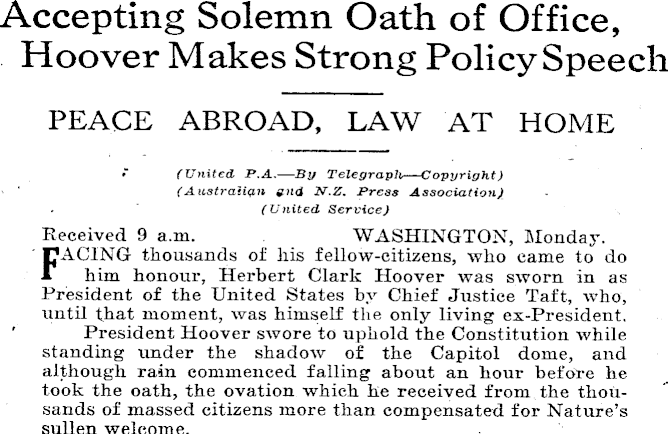 Accepting Solemn Oath of Office,
Hoover Makes Strong Policy Speech
PEACE ABROAD, LAW AT HOME
(United P.A.—By Telegraph—Copyright)
(Australian and N.Z. Press Association)
(United Service)
Received 9 a.m. WASHINGTON, Monday.
FACING thousands of his fellow-citizens, who came to do
him honour, Herbert Clark Hoover was sworn in as
President of the United States by Chief Justice Taft, who,
until that moment, was himself the only living ex-President.
President Hoover swore to uphold the Constitution while
standing under the shadow of the Capitol dome, and
although rain commenced falling about an hour before he
took the oath, the ovation which he received from the thou-
sands of massed citizens more than compensated for Nature's
sullen welcome.